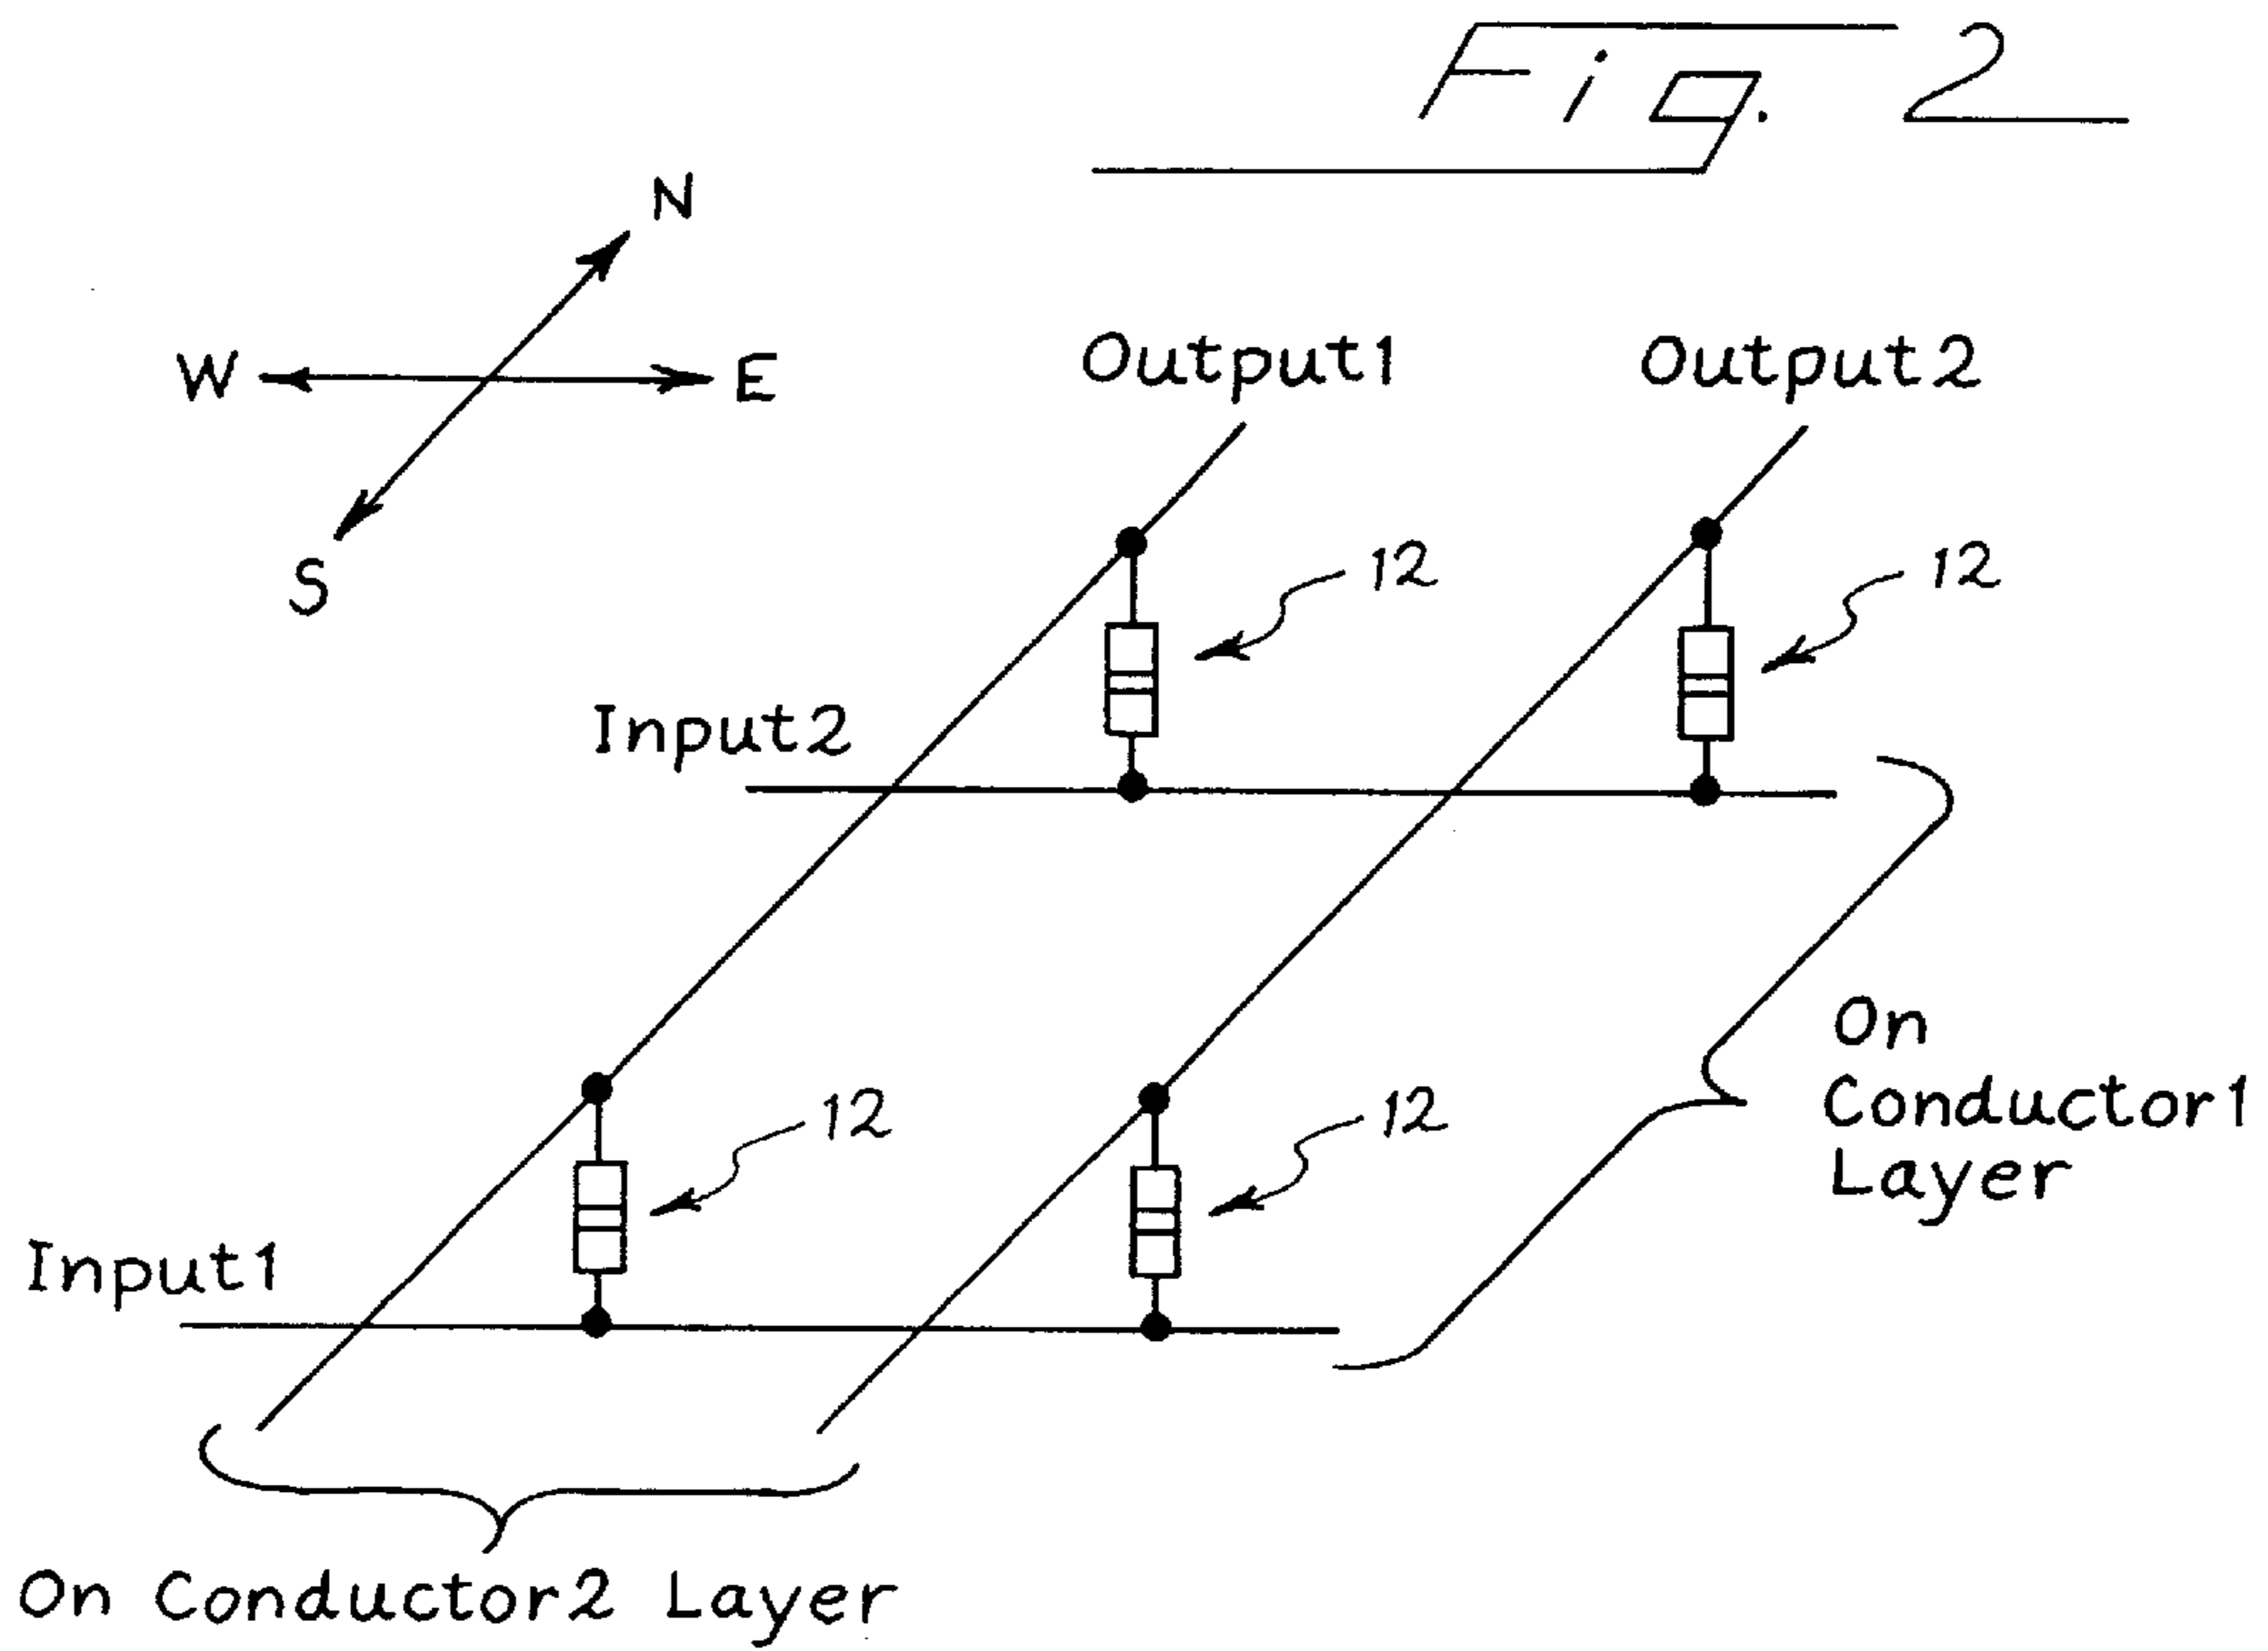 Fig. 2
N
W
E
S
Output1
Output2
12
12
Input2
On
Conductor1
Layer
12
12
Input1
On Conductor2 Layer